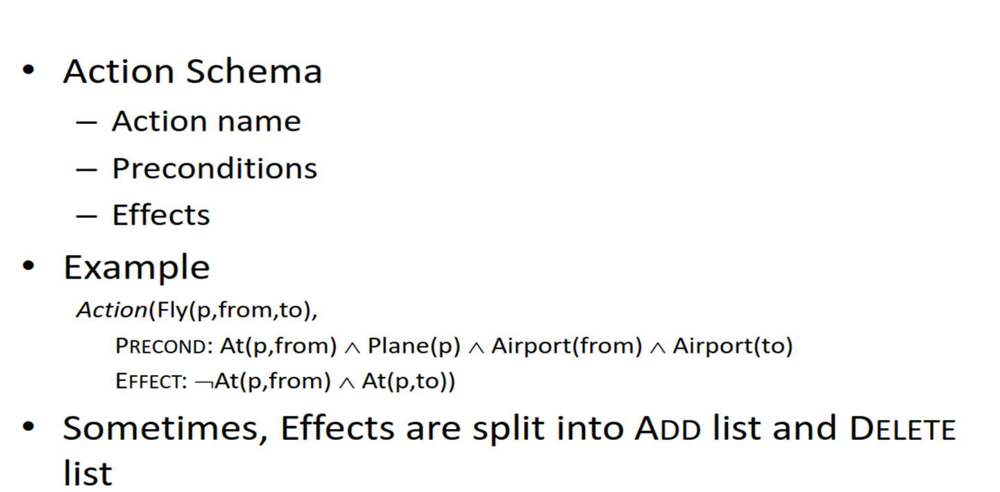 • Action Schema
– Action name
– Preconditions
– Effects
• Example
Action(Fly(p,from,to),
PRECOND: At(p,from) ∧ Plane(p) ∧ Airport(from) ∧ Airport(to)
EFFECT: ¬At(p,from) ∧ At(p,to))
• Sometimes, Effects are split into ADD list and DELETE
list